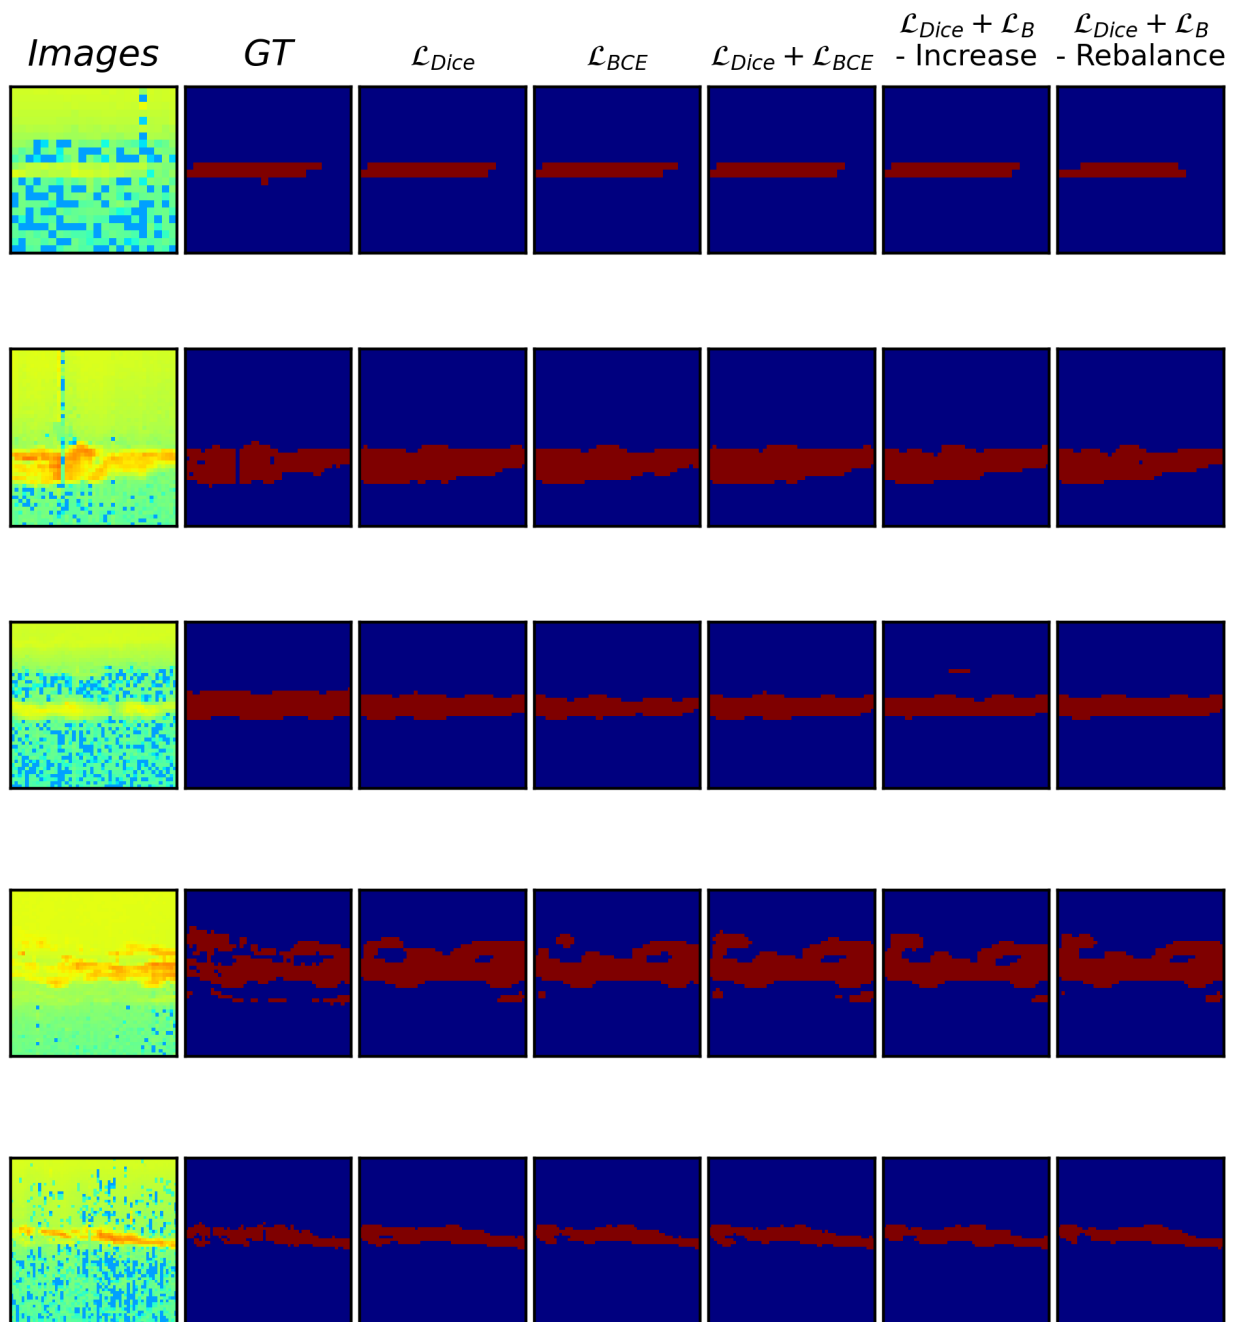 Images
GT
ℒDice
ℒBCE
ℒDice + ℒBCE
ℒDice + ℒB
- Increase
ℒDice + ℒB
- Rebalance